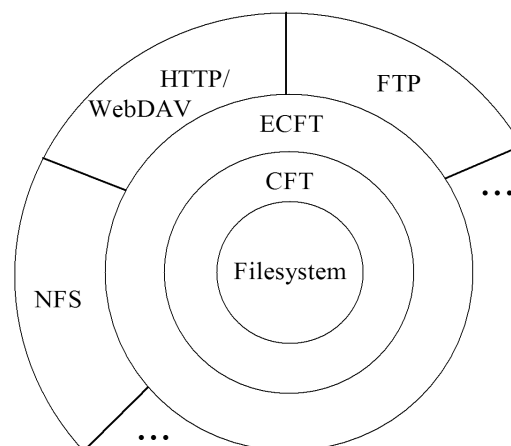 HTTP/
WebDAV
FTP
ECFT
CFT
...
Filesystem
NFS
...